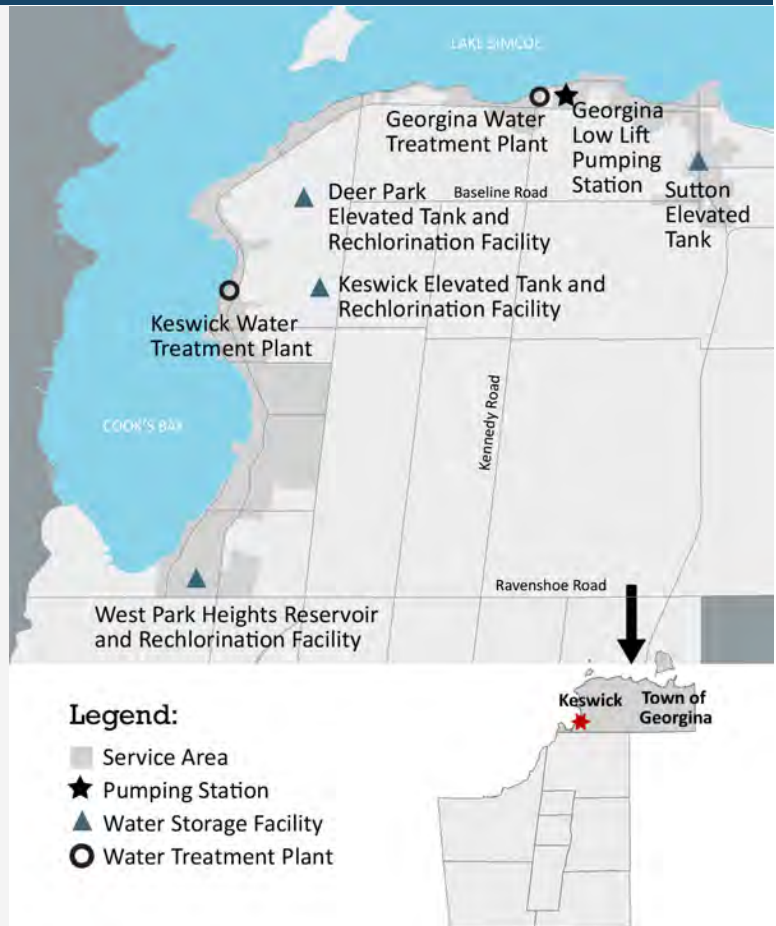 LAKE SIMCOE
Georgina Water
Treatment Plant
Georgina
Low Lift
Pumping
Station
Sutton
Elevated
Tank
Deer Park
Elevated Tank and
Rechlorination Facility
Baseline Road
Keswick Elevated Tank and
Rechlorination Facility
Keswick Water
Treatment Plant
COOK'S BAY
Kennedy Road
Ravenshoe Road
West Park Heights Reservoir
and Rechlorination Facility
Keswick
Town of
Georgina
Legend:
Service Area
Pumping Station
Water Storage Facility
Water Treatment Plant